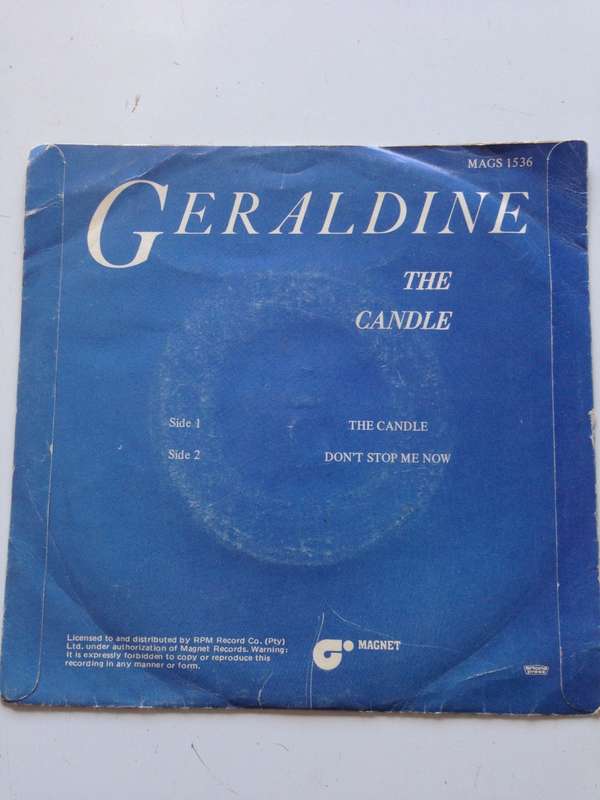 MAGS 1536
GERALDINE
THE
CANDLE
Side 1 THE CANDLE
Side 2 DON'T STOP ME NOW
Licensed to and distributed by RPM Record Co. (Pty)
Ltd. under authorization of Magnet Records. Warning:
It is expressly forbidden to copy or reproduce this
recording in any manner or form.
MAGNET